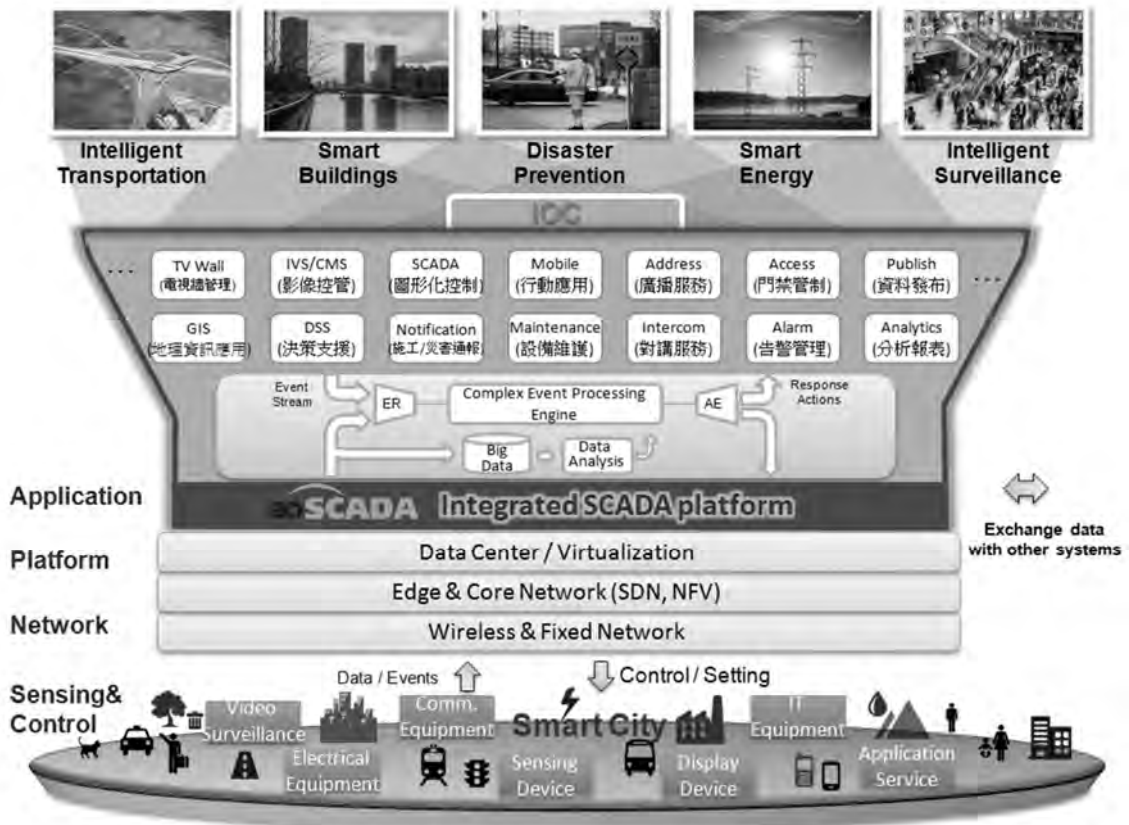 Intelligent
Transportation
Smart
Buildings
Disaster
Prevention
Smart
Energy
Intelligent
Surveillance
IOC
...
TV Wall
(電視牆管理)
IVS/CMS
(影像控管)
SCADA
(圖形化控制)
Mobile
(行動應用)
Address
(廣播服務)
Access
(門禁管制)
Publish
(資料發布)
...
GIS
(地理資訊應用)
DSS
(決策支援)
Notification
(施工/災害通報)
Maintenance
(設備維護)
Intercom
(對講服務)
Alarm
(告警管理)
Analytics
(分析報表)
Event
Stream
ER
Complex Event Processing
Engine
AE
Response
Actions
Big
Data
Data
Analysis
Application
SCADA Integrated SCADA platform
Exchange data
with other systems
Platform
Data Center / Virtualization
Edge & Core Network (SDN, NFV)
Network
Wireless & Fixed Network
Data / Events
Control / Setting
Sensing&
Control
Video
Surveillance
Comm.
Equipment
Smart City
IT
Equipment
Electrical
Equipment
Sensing
Device
Display
Device
Application
Service